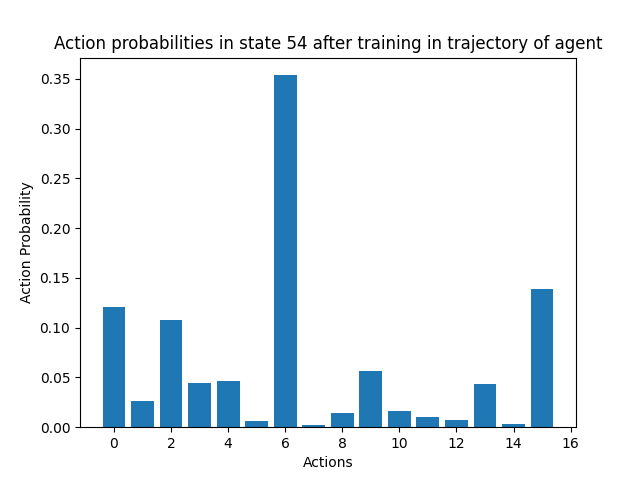 Action probabilities in state 54 after training in trajectory of agent
0.35
0.30
0.25
0.20
0.15
0.10
0.05
0.00
Action Probability
0 2 4 6 8 10 12 14 16
Actions